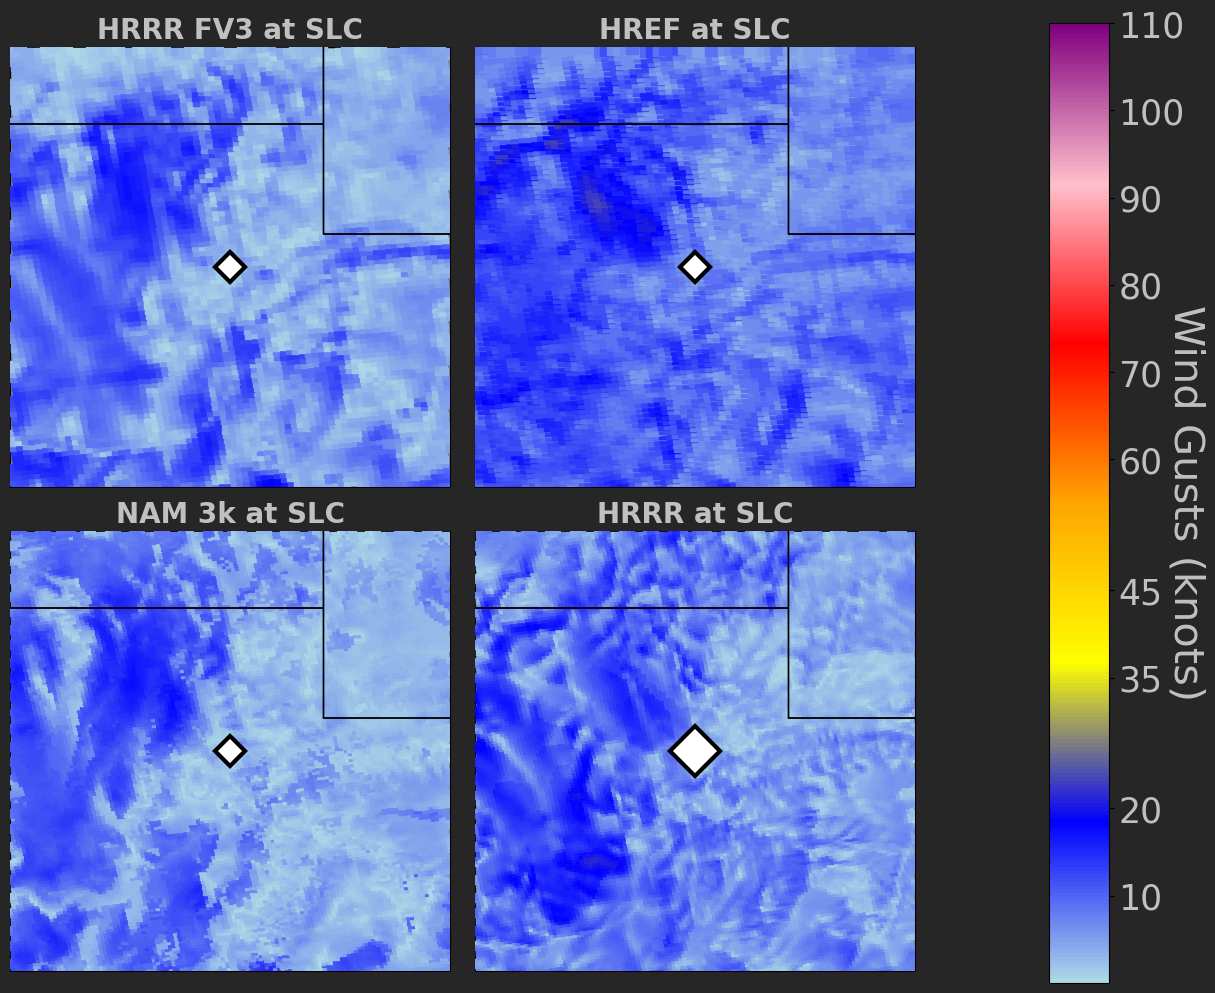 HRRR FV3 at SLC
HREF at SLC
NAM 3k at SLC
HRRR at SLC
110
100
90
80
70
60
45
35
20
10
Wind Gusts (knots)